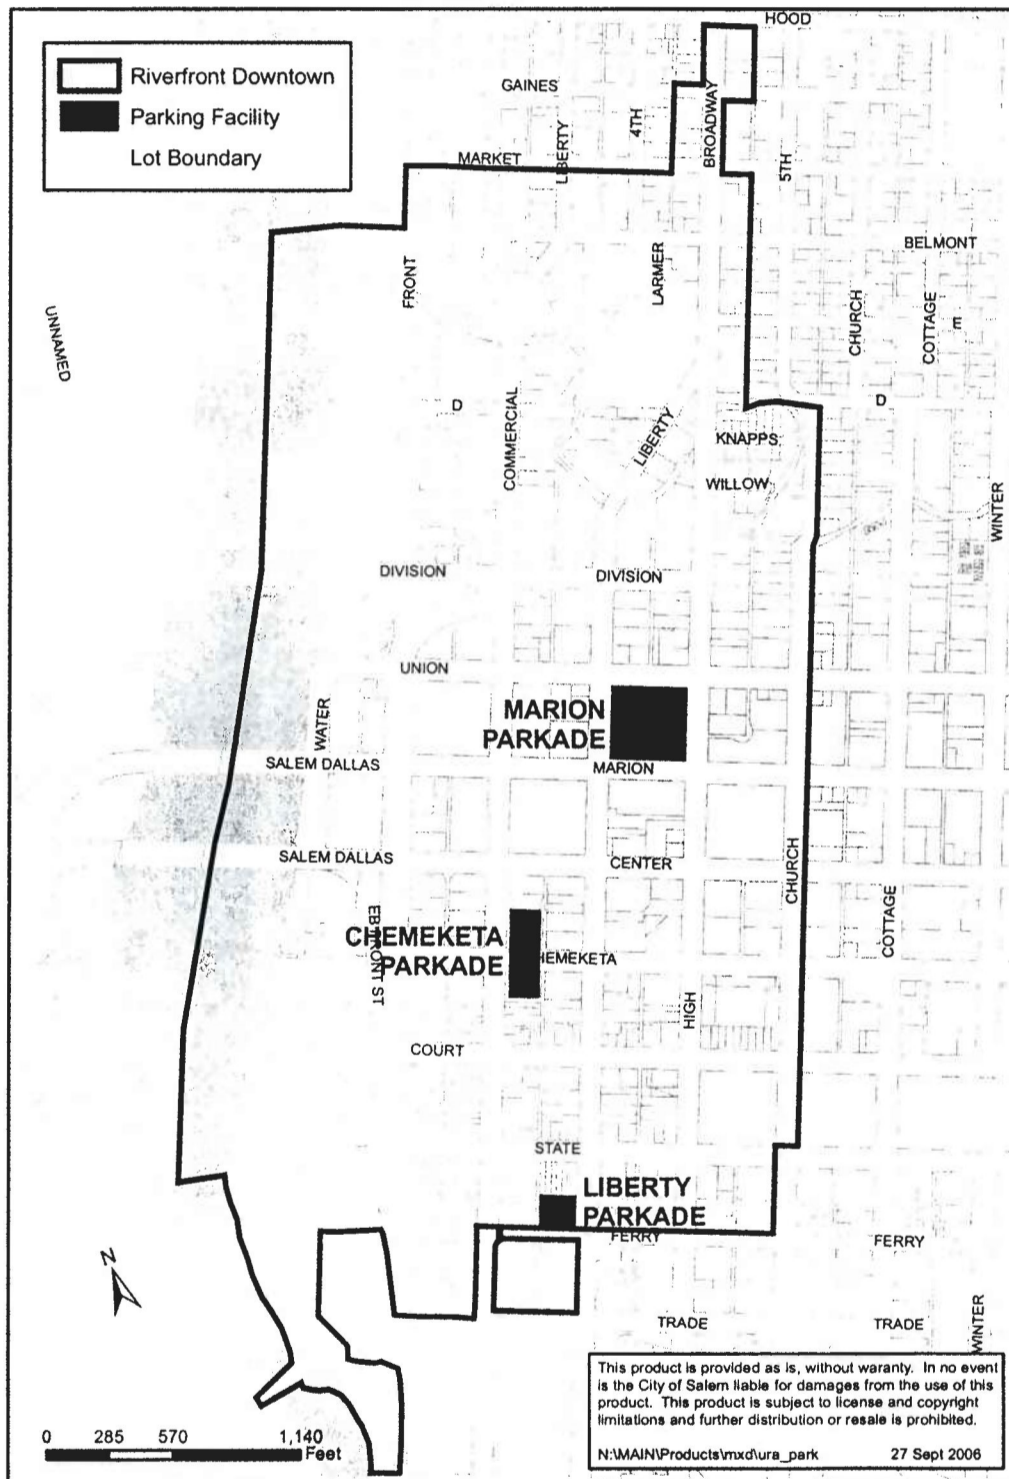 HOOD
Riverfront Downtown
Parking Facility
Lot Boundary
GAINES
4TH
BROADWAY
MARKET
LIBERTY
5TH
BELMONT
FRONT
LARMER
CHURCH
COTTAGE
E
UNNAMED
D
D
COMMERCIAL
LIBERTY
KNAPPS
WILLOW
WINTER
DIVISION
DIVISION
UNION
WATER
MARION
PARKADE
SALEM DALLAS
MARION
SALEM DALLAS
CENTER
CHURCH
COTTAGE
CHEMEKETA
PARKADE
EB FRONT ST
HEMEKETA
HIGH
COURT
STATE
LIBERTY
PARKADE
FERRY
FERRY
N
TRADE
TRADE
WINTER
This product is provided as is, without waranty. In no event
is the City of Salem liable for damages from the use of this
product. This product is subject to license and copyright
limitations and further distribution or resale is prohibited.
N:\MAIN\Products\mxd\ura_park 27 Sept 2006
0 285 570 1,140
Feet